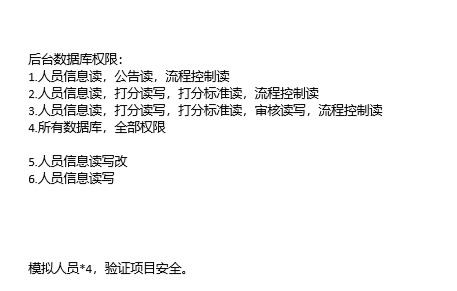 后台数据库权限：
1.人员信息读，公告读，流程控制读
2.人员信息读，打分读写，打分标准读，流程控制读
3.人员信息读，打分读写，打分标准读，审核读写，流程控制读
4.所有数据库，全部权限
5.人员信息读写改
6.人员信息读写
模拟人员*4，验证项目安全。